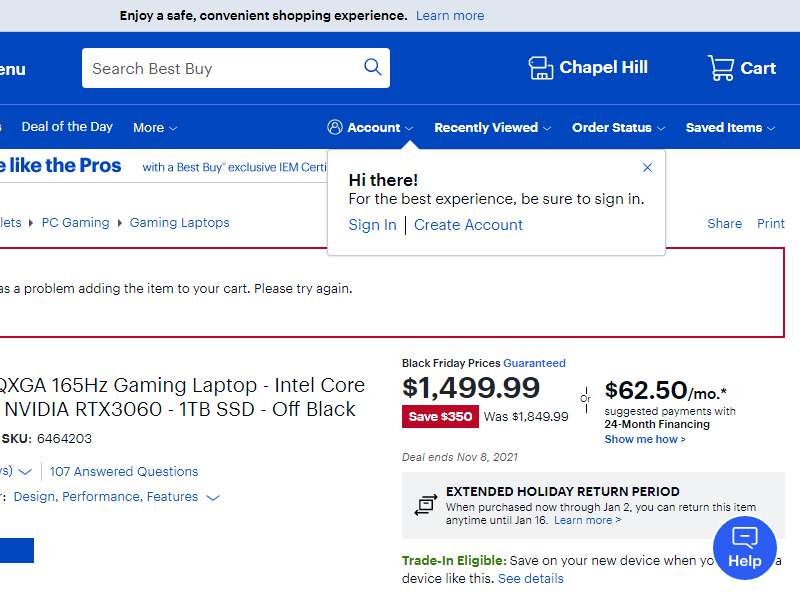 Enjoy a safe, convenient shopping experience. Learn more
enu
Search Best Buy
Chapel Hill
Cart
s Deal of the Day More
Account Recently Viewed Order Status Saved Items
e like the Pros with a Best Buy® exclusive IEM Certi
Hi there!
For the best experience, be sure to sign in.
Sign In | Create Account
lets PC Gaming Gaming Laptops
Share Print
as a problem adding the item to your cart. Please try again.
QXGA 165Hz Gaming Laptop - Intel Core
NVIDIA RTX3060 - 1TB SSD - Off Black
SKU: 6464203
ws) 107 Answered Questions
r: Design, Performance, Features
Black Friday Prices Guaranteed
$1,499.99
Save $350 Was $1,849.99
Or
$62.50/mo.*
suggested payments with
24-Month Financing
Show me how >
Deal ends Nov 8, 2021
EXTENDED HOLIDAY RETURN PERIOD
When purchased now through Jan 2, you can return this item
anytime until Jan 16. Learn more >
Trade-In Eligible: Save on your new device when yo a
device like this. See details
Help